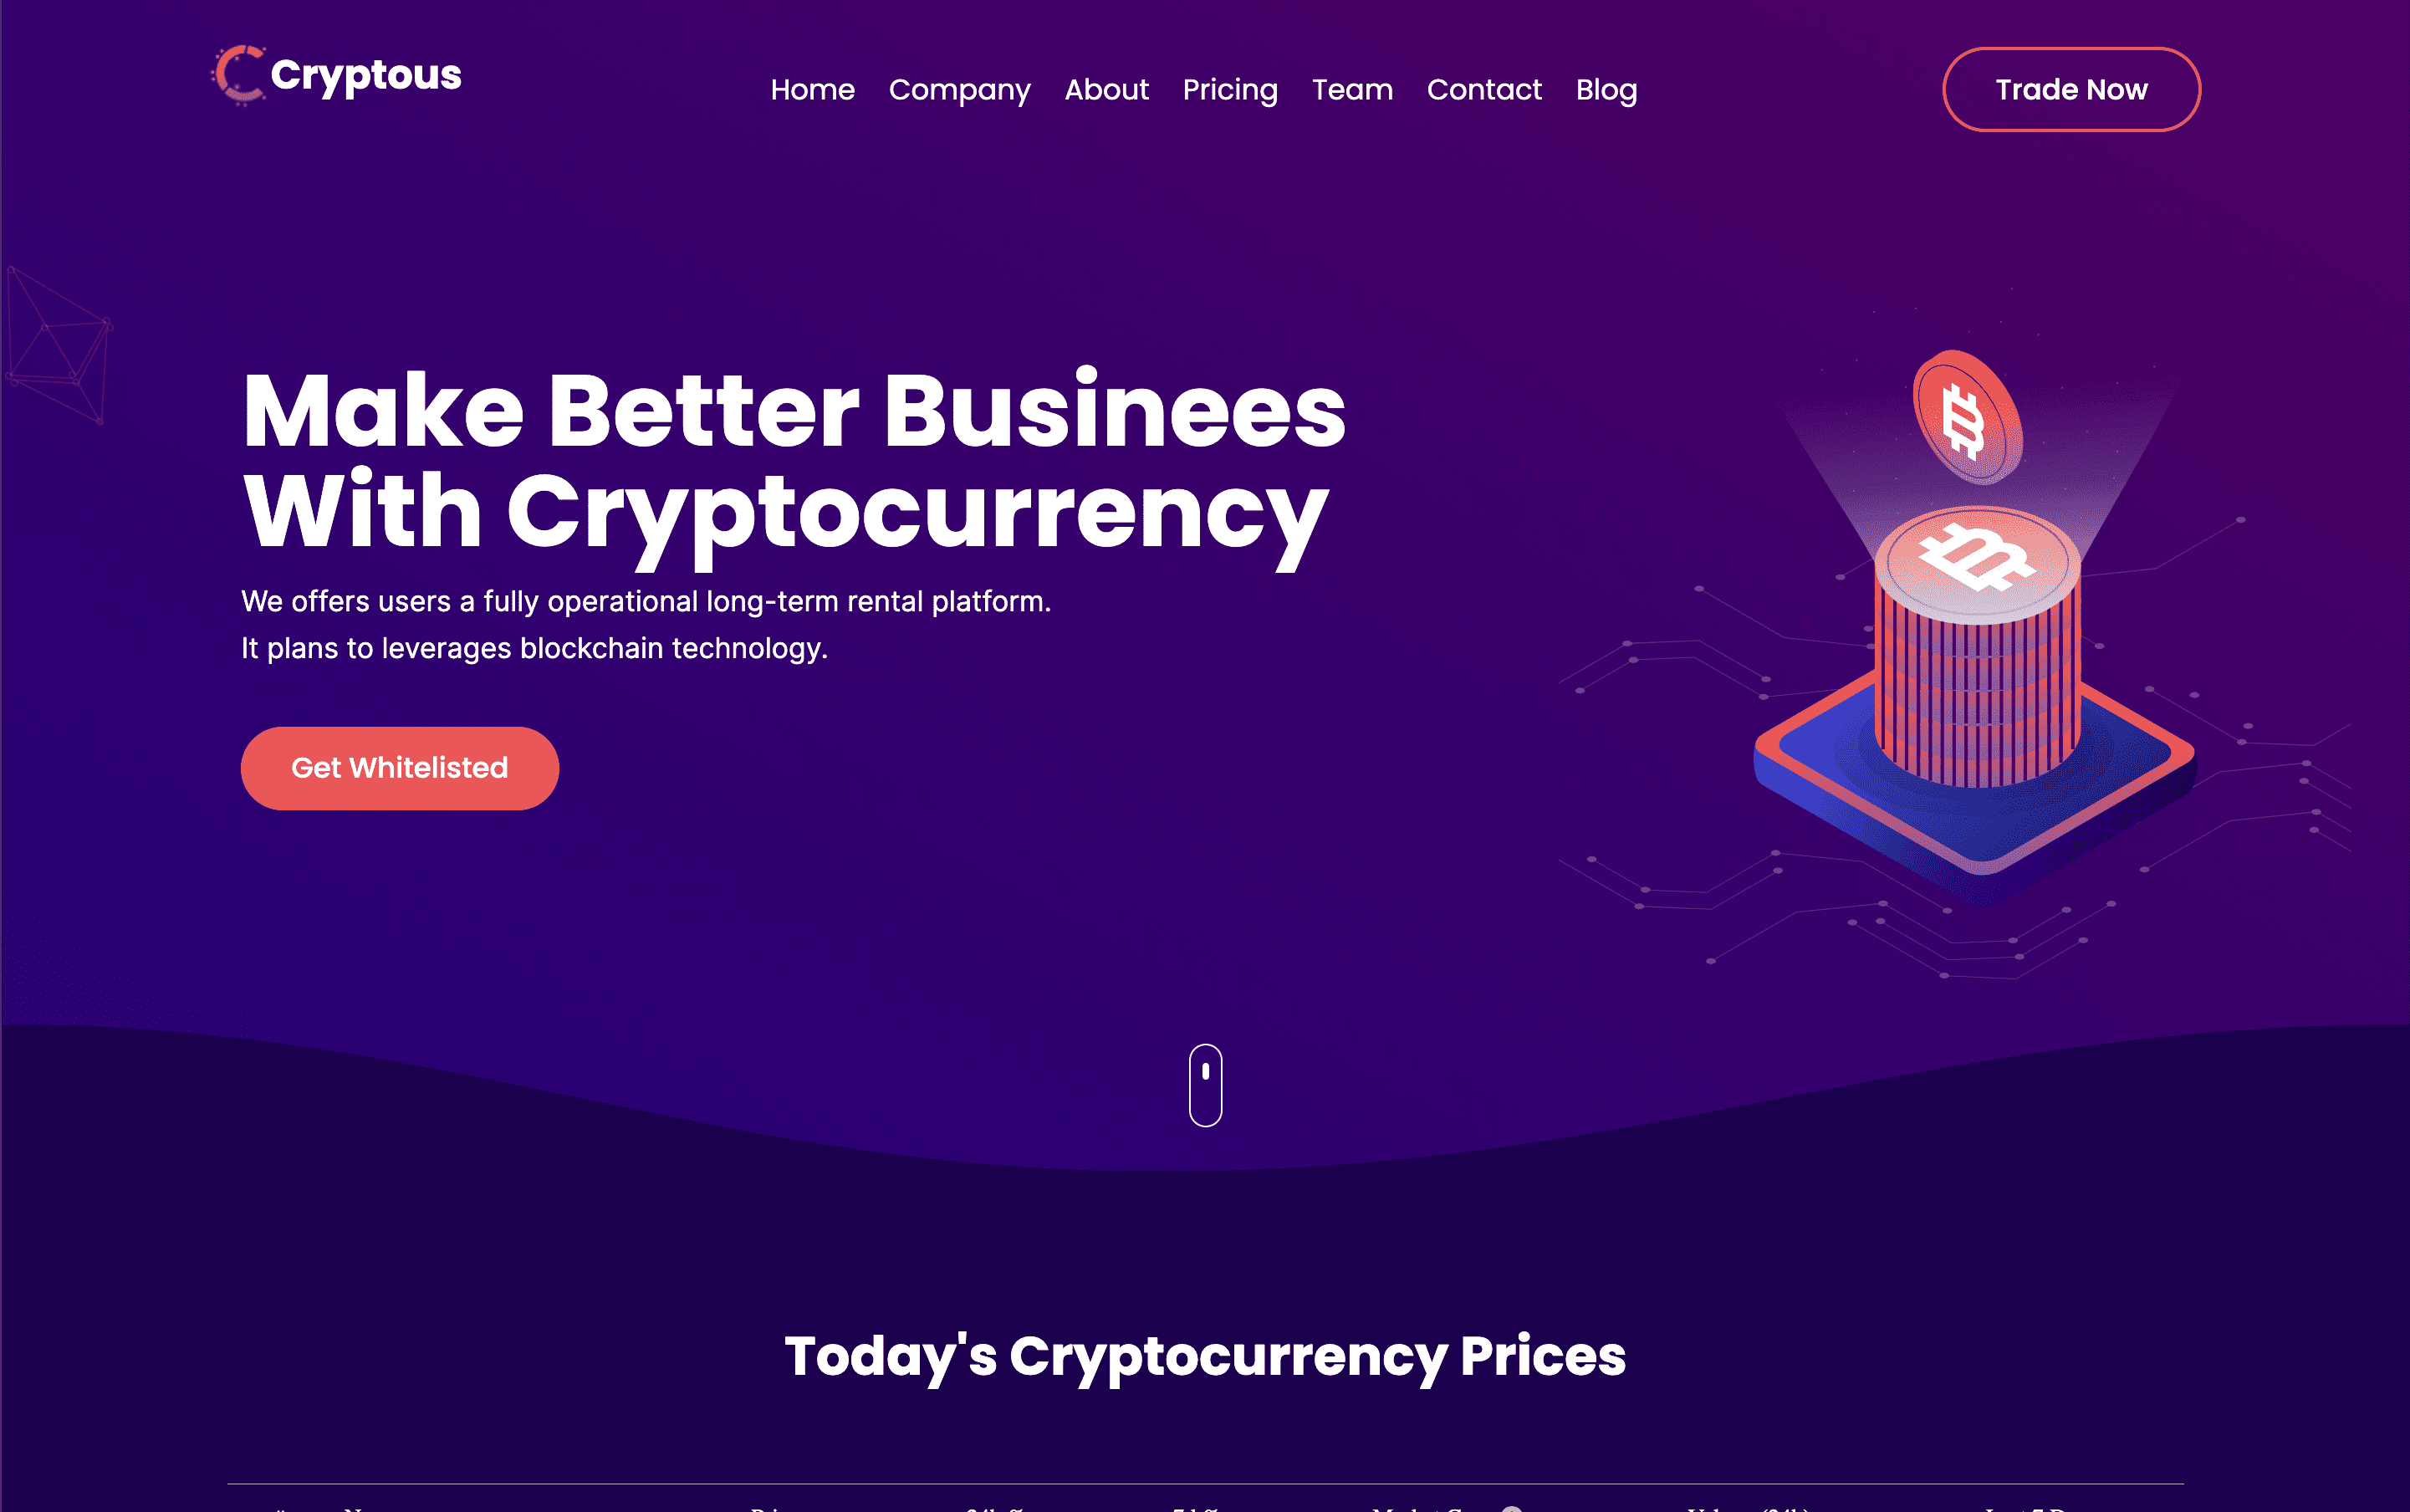 Cryptous
Home Company About Pricing Team Contact Blog
Trade Now
Make Better Businees
With Cryptocurrency
We offers users a fully operational long-term rental platform.
It plans to leverages blockchain technology.
Get Whitelisted
Today's Cryptocurrency Prices